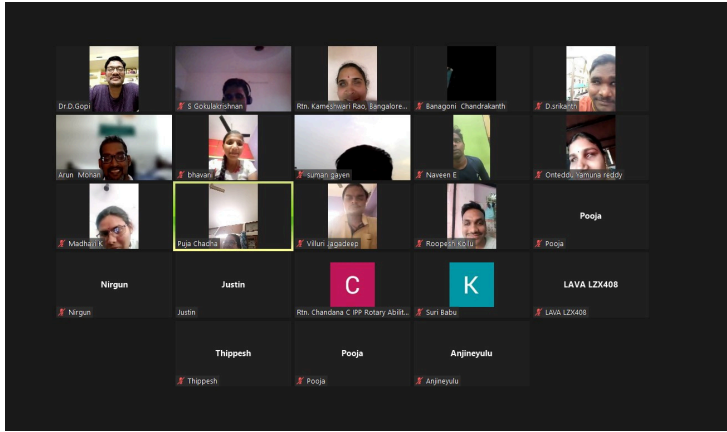 Dr.D.Gopi
S Gokulakrishnan
Rtn. Kameshwari Rao, Bangalore...
Banagoni Chandrakanth
D.srikanth
Arun Mohan
bhavani
suman gayen
Naveen E
Onteddu Yamuna reddy
Madhavi K
Puja Chadha
Villuri Jagadeep
Roopesh Kollu
Pooja
Pooja
Nirgun
Nirgun
Justin
Justin
C
Rtn. Chandana C IPP Rotary Abilit...
K
Suri Babu
LAVA LZX408
LAVA LZX408
Thippesh
Thippesh
Pooja
Pooja
Anjineyulu
Anjineyulu